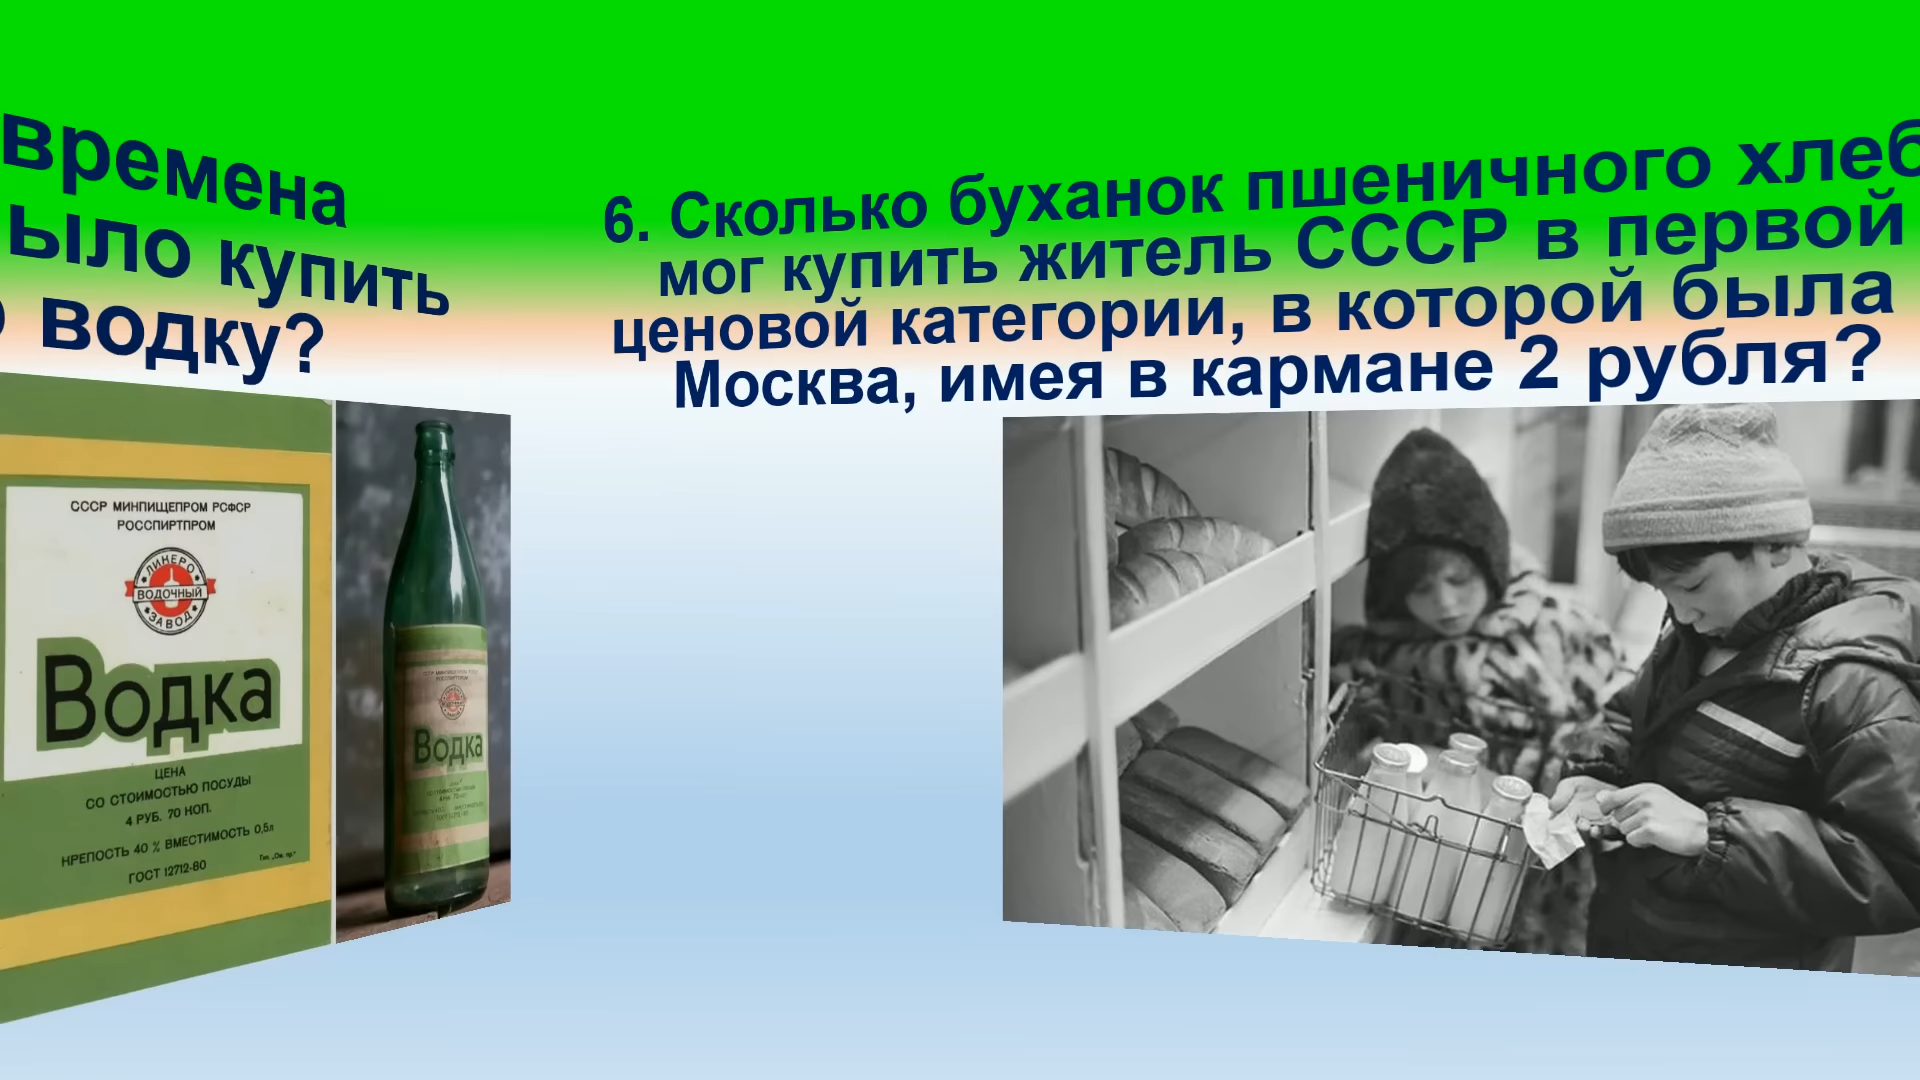 времена
ыло купить
водку?
СССР МИНПИЩЕПРОМ РСФСР
РОССПИРТПРОМ
ЛИНЕРО
ВОДОЧНЫЙ
ЗАВОД
Водка
ЦЕНА
СО СТОИМОСТЬЮ ПОСУДЫ
4 РУБ. 70 КОП.
КРЕПОСТЬ 40 % ВМЕСТИМОСТЬ 0,5л
ГОСТ 12712-80
Водка
6. Сколько буханок пшеничного хлеб
мог купить житель СССР в первой
ценовой категории, в которой была
Москва, имея в кармане 2 рубля?